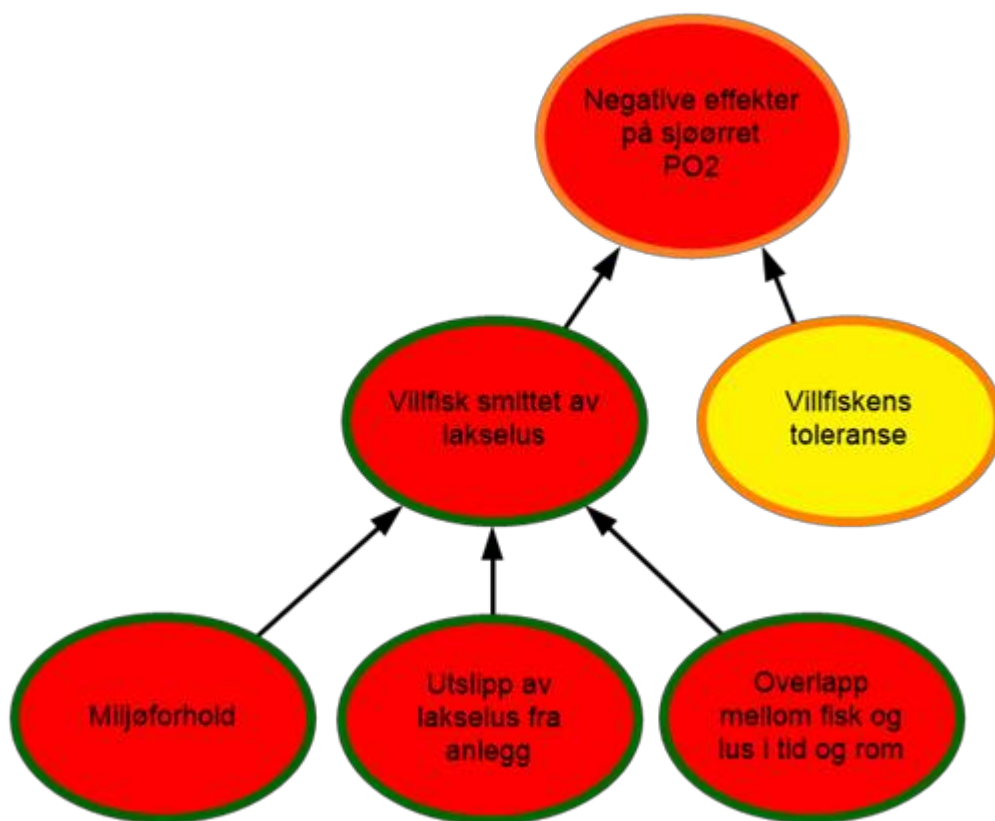 Negative effekter
på sjøørret
PO2
Villfisk smittet av
lakselus
Villfiskens
toleranse
Miljøforhold
Utslipp av
lakselus fra
anlegg
Overlapp
mellom fisk og
lus i tid og rom